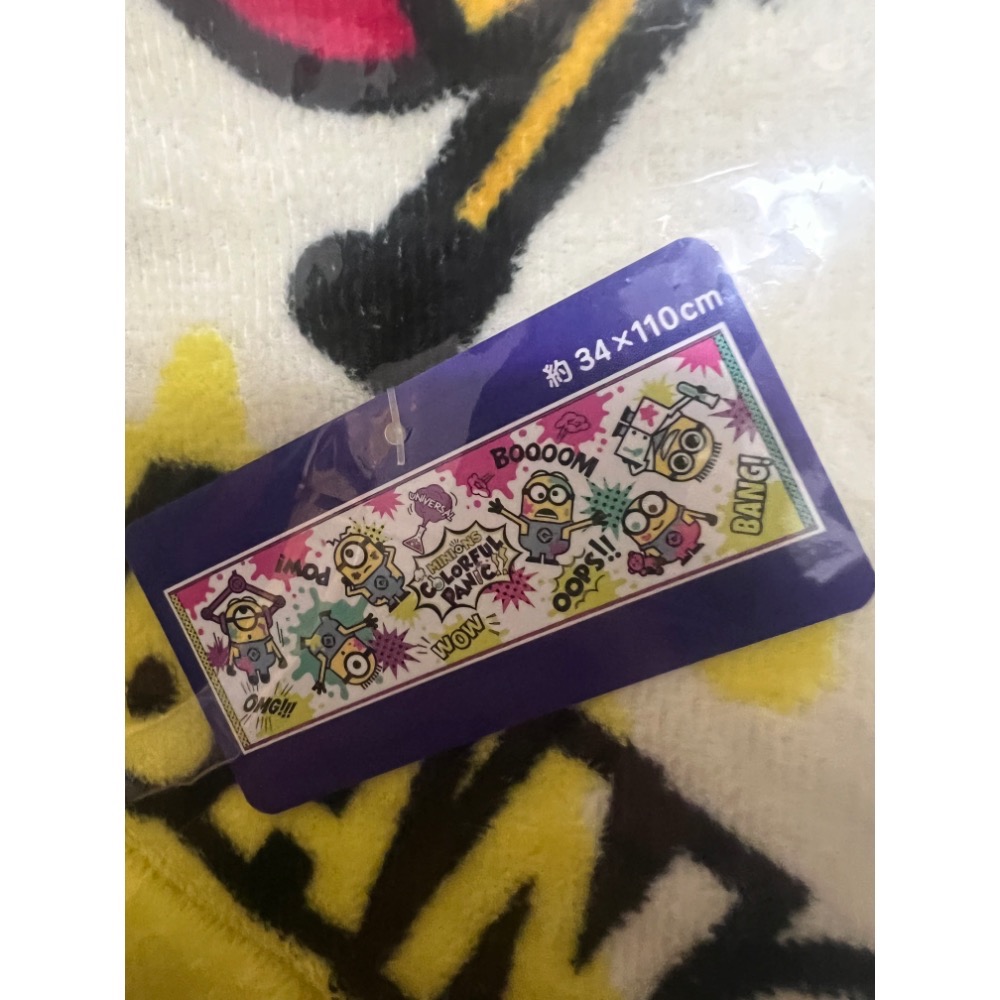 約 34×110cm
BOOOOM
BANG!
UNIVERSAL
POW!
MINIONS
COLORFUL
PANIC!!
OOPS!!
WOW
OMG!!!